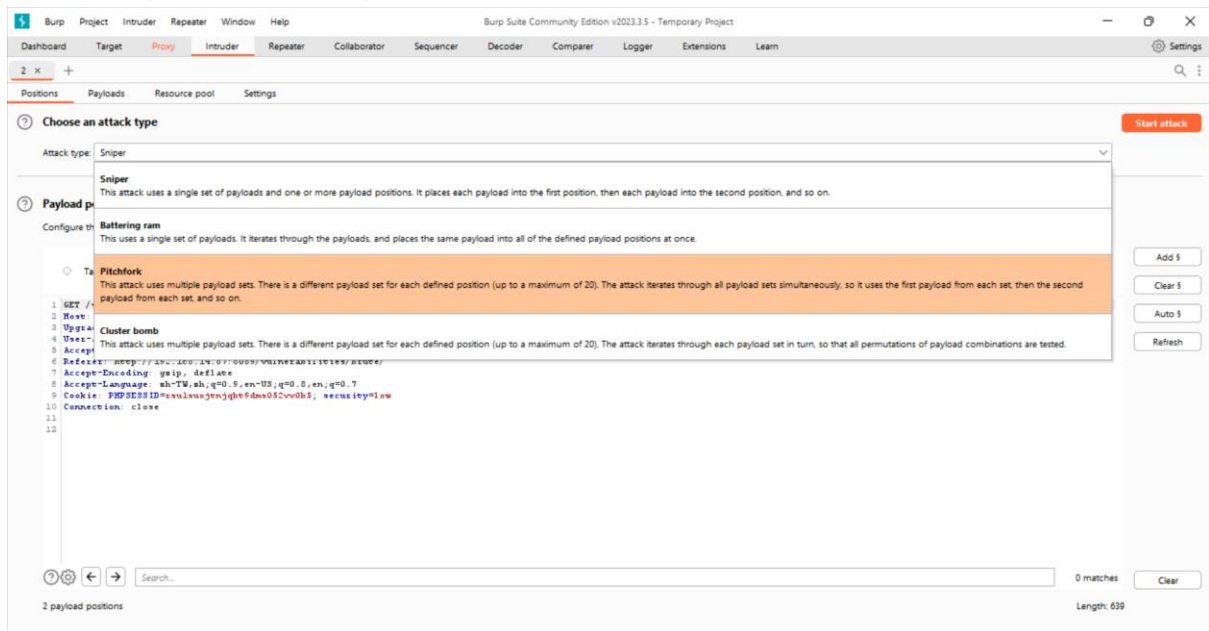 Burp Project Intruder Repeater Window Help Burp Suite Community Edition v2023.3.5 - Temporary Project
Dashboard Target Proxy Intruder Repeater Collaborator Sequencer Decoder Comparer Logger Extensions Learn Settings
2 × +
Positions Payloads Resource pool Settings
Choose an attack type Start attack
Attack type: Sniper
Sniper
This attack uses a single set of payloads and one or more payload positions. It places each payload into the first position, then each payload into the second position, and so on.
Payload p
Battering ram
Configure th
This uses a single set of payloads. It iterates through the payloads, and places the same payload into all of the defined payload positions at once.
Add §
Ta Pitchfork
This attack uses multiple payload sets. There is a different payload set for each defined position (up to a maximum of 20). The attack iterates through all payload sets simultaneously, so it uses the first payload from each set, then the second
payload from each set, and so on.
Clear §
1 GET /
Auto §
2 Host:
3 Upgra
Cluster bomb
4 User-
This attack uses multiple payload sets. There is a different payload set for each defined position (up to a maximum of 20). The attack iterates through each payload set in turn, so that all permutations of payload combinations are tested.
Refresh
5 Accept
6 Referer:
7 Accept-Encoding: gzip, deflate
8 Accept-Language: zh-TW,zh;q=0.9,en-US;q=0.8,en;q=0.7
9 Cookie: security=low
10 Connection: close
11
12
Search... 0 matches Clear
2 payload positions Length: 639